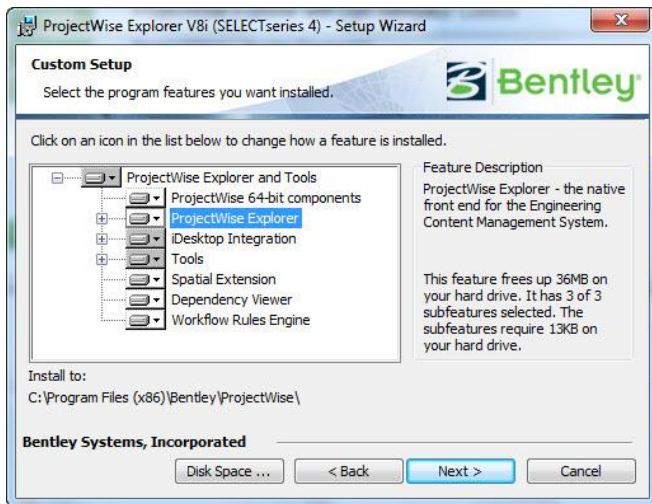 ProjectWise Explorer V8i (SELECTseries 4) - Setup Wizard
Custom Setup
Select the program features you want installed.
Bentley
Click on an icon in the list below to change how a feature is installed.
ProjectWise Explorer and Tools
ProjectWise 64-bit components
ProjectWise Explorer
iDesktop Integration
Tools
Spatial Extension
Dependency Viewer
Workflow Rules Engine
Feature Description
ProjectWise Explorer - the native
front end for the Engineering
Content Management System.
This feature frees up 36MB on
your hard drive. It has 3 of 3
subfeatures selected. The
subfeatures require 13KB on
your hard drive.
Install to:
C:\Program Files (x86)\Bentley\ProjectWise\
Bentley Systems, Incorporated
Disk Space ...
< Back
Next >
Cancel